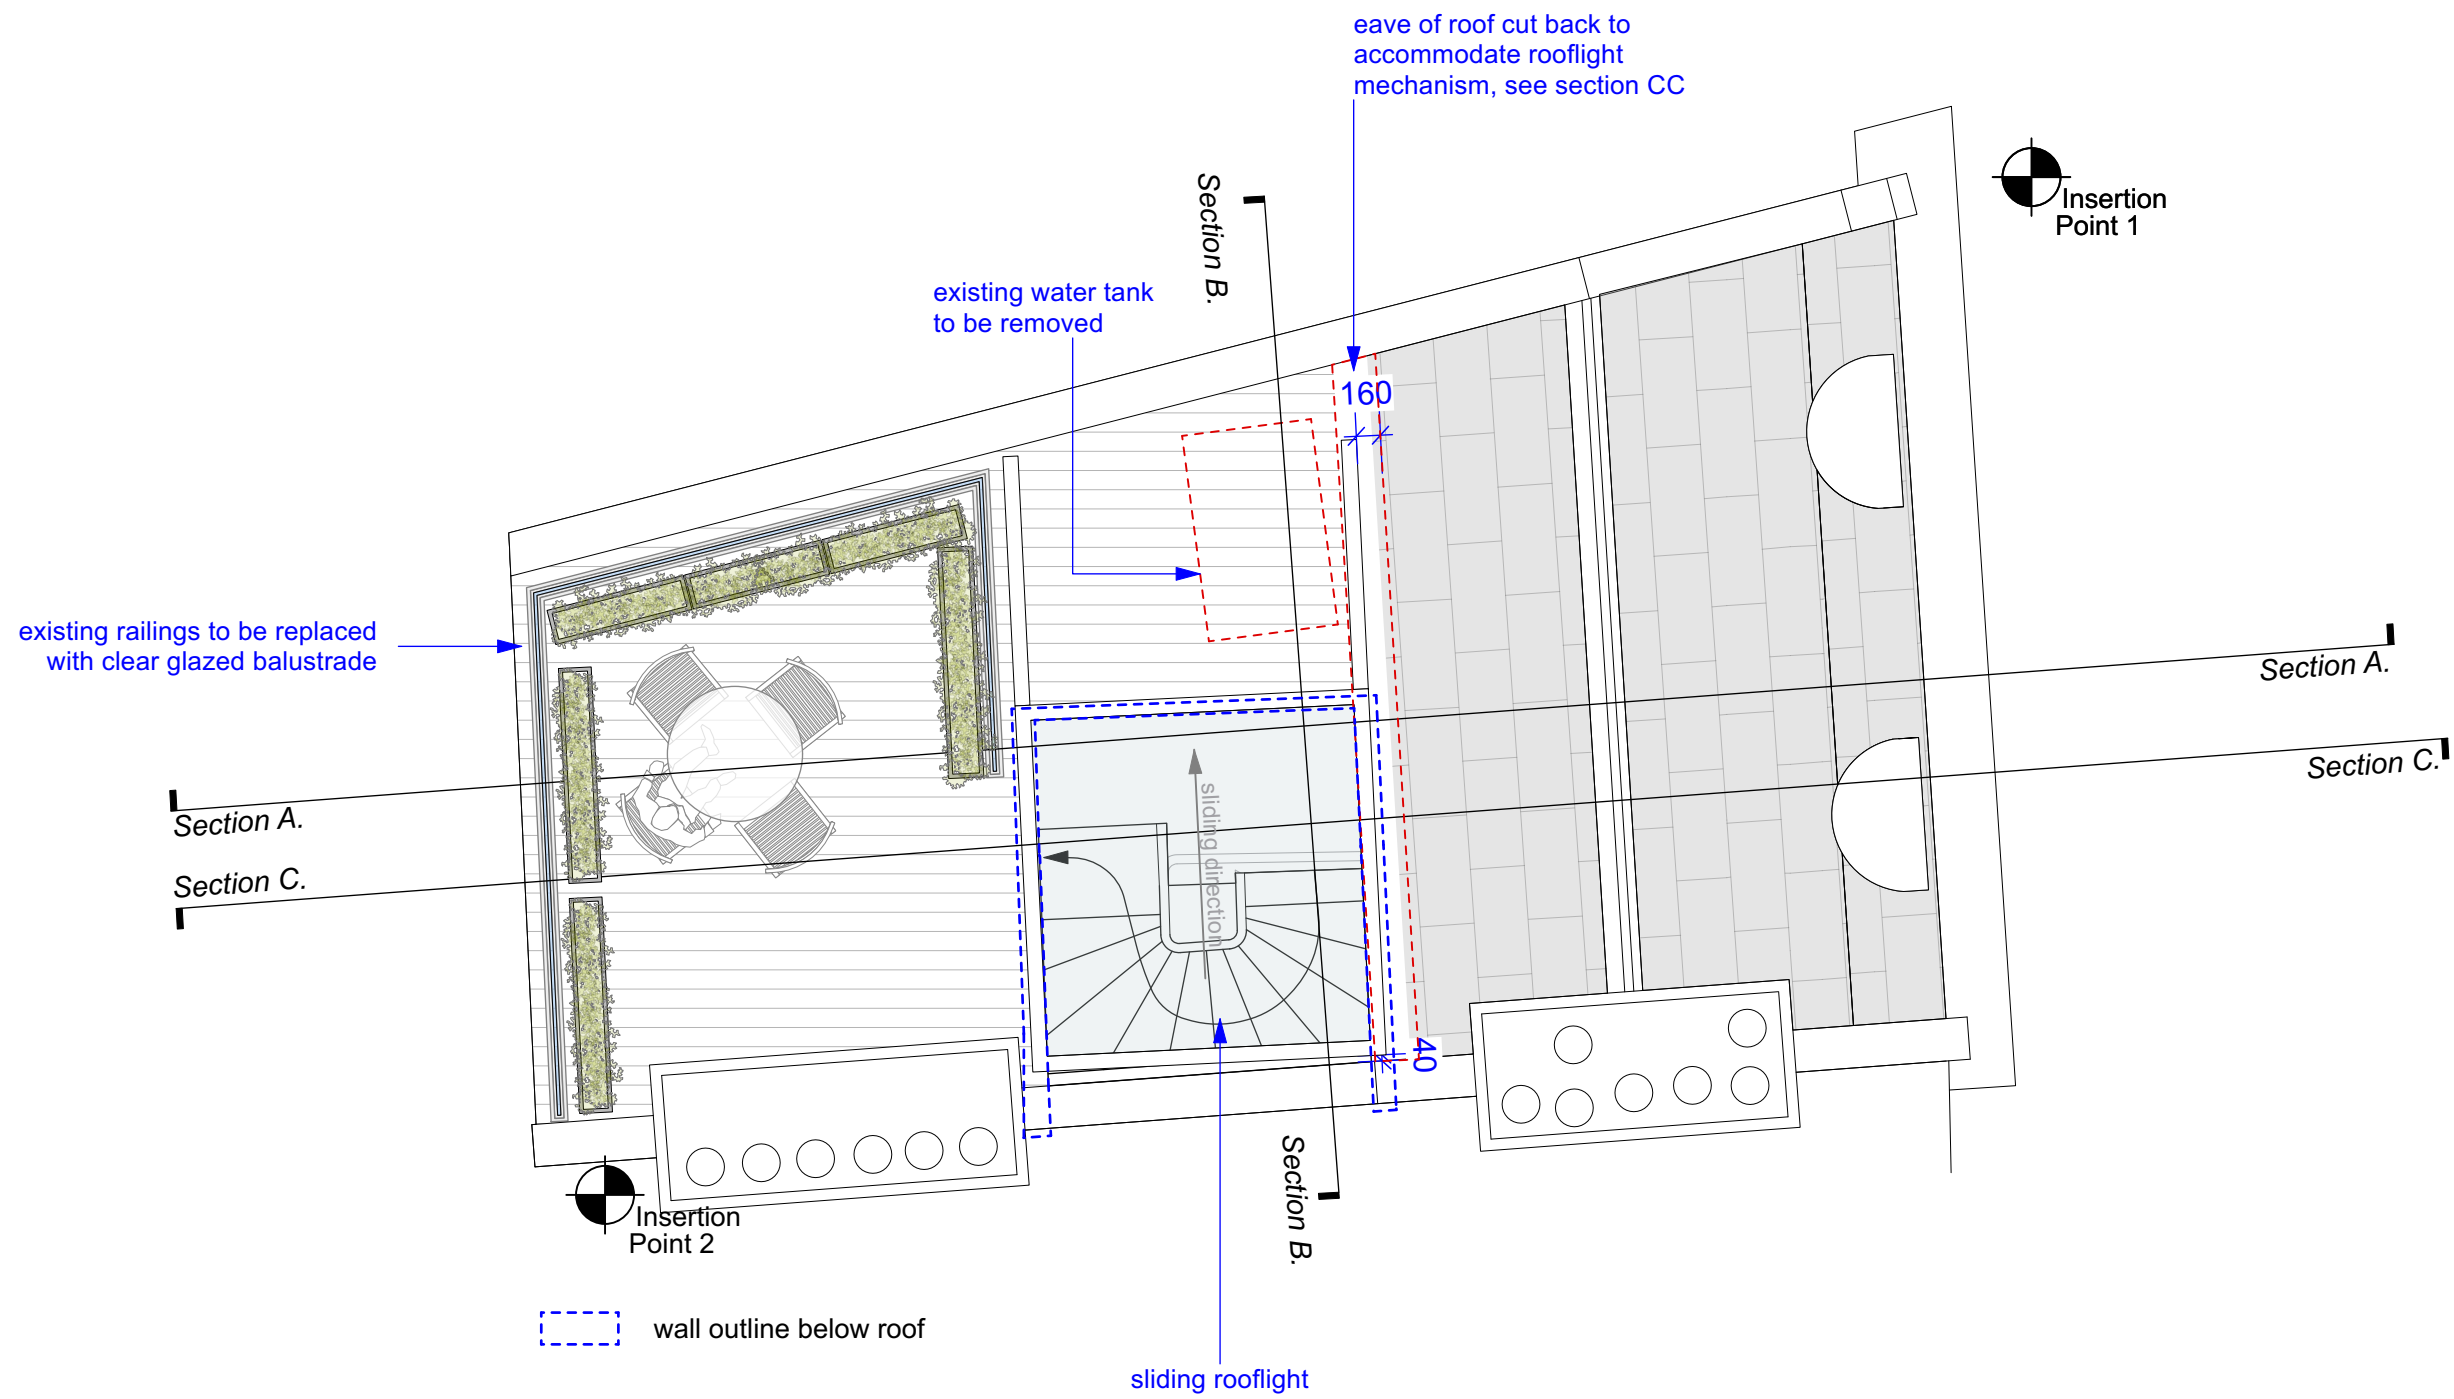 eave of roof cut back to
accommodate rooflight
mechanism, see section CC
Section B.
Insertion
Point 1
existing water tank
to be removed
160
existing railings to be replaced
with clear glazed balustrade
Section A.
Section C.
sliding direction
Section A.
Section C.
40
Section B.
Insertion
Point 2
wall outline below roof
sliding rooflight